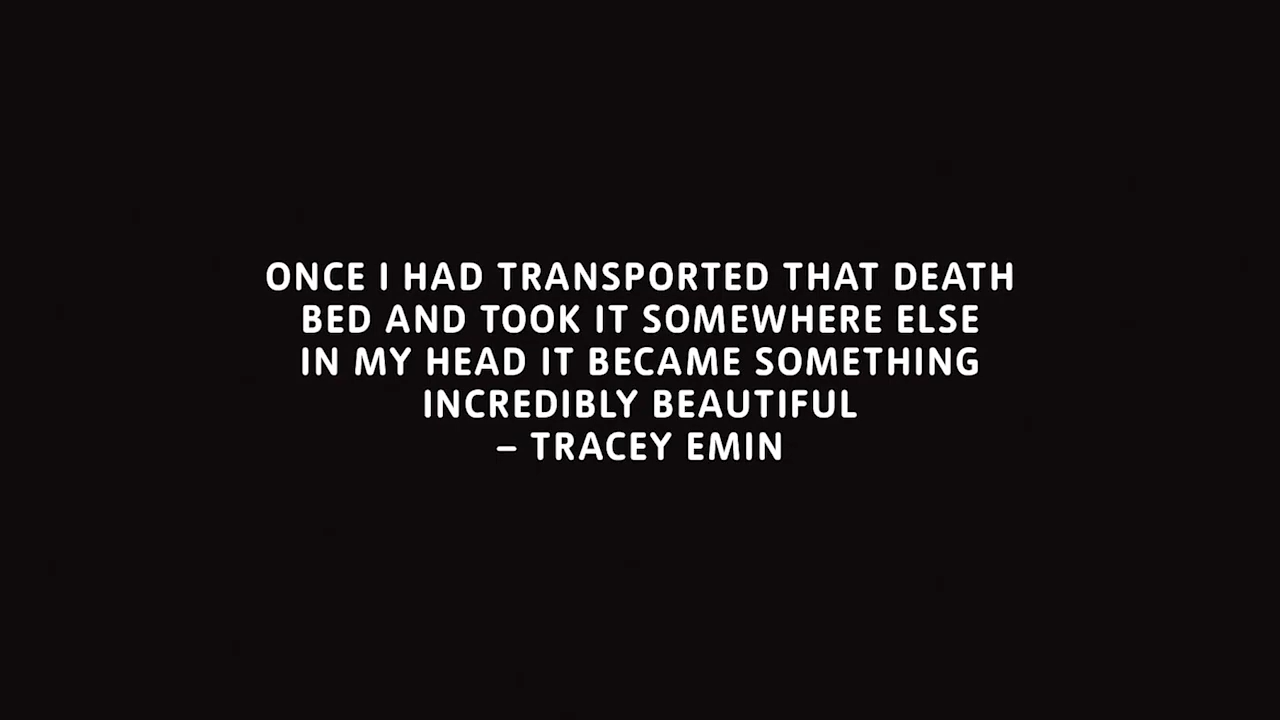 ONCE I HAD TRANSPORTED THAT DEATH
BED AND TOOK IT SOMEWHERE ELSE
IN MY HEAD IT BECAME SOMETHING
INCREDIBLY BEAUTIFUL
– TRACEY EMIN